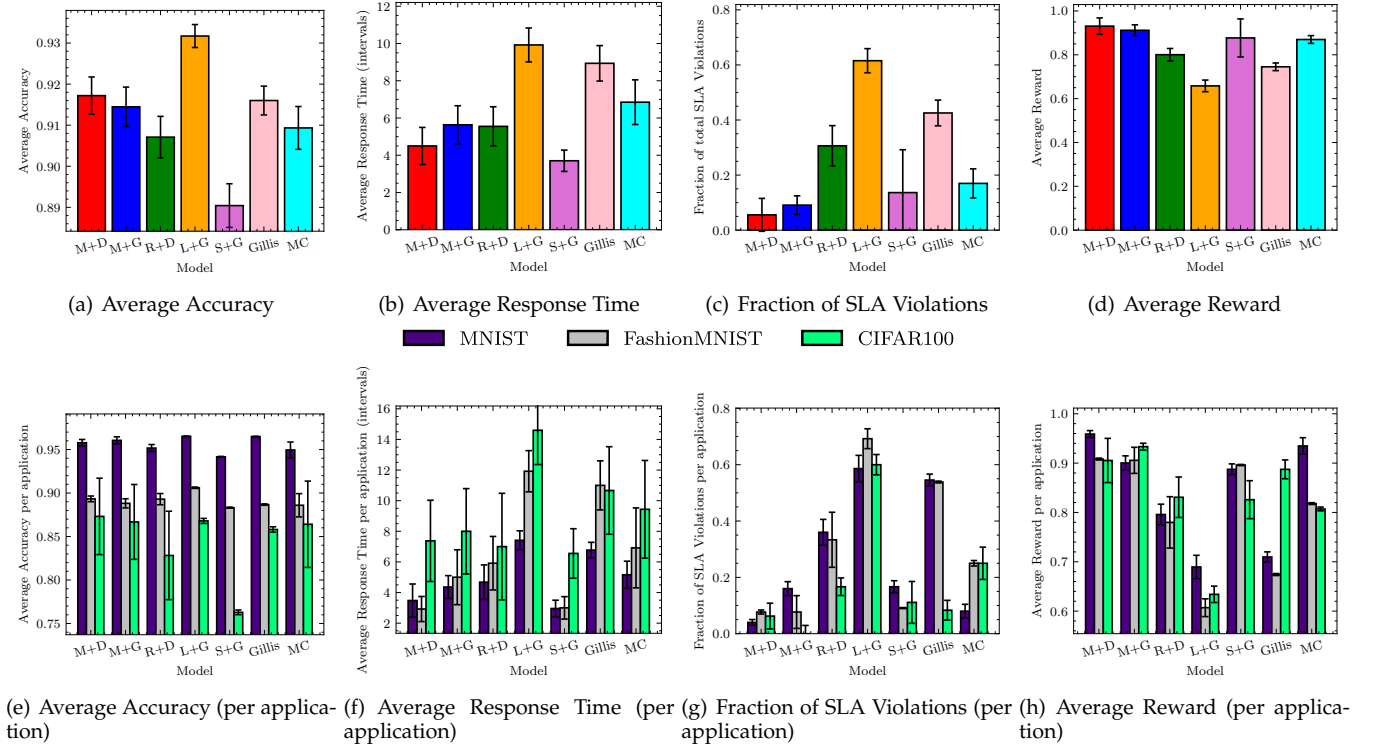 Average Accuracy
0.93
0.92
0.91
0.90
0.89
M+D M+G R+D L+G S+G Gillis MC
Model
(a) Average Accuracy
Average Response Time (intervals)
12
10
8
6
4
2
0
M+D M+G R+D L+G S+G Gillis MC
Model
(b) Average Response Time
Fraction of total SLA Violations
0.8
0.6
0.4
0.2
0.0
M+D M+G R+D L+G S+G Gillis MC
Model
(c) Fraction of SLA Violations
Average Reward
1.0
0.8
0.6
0.4
0.2
0.0
M+D M+G R+D L+G S+G Gillis MC
Model
(d) Average Reward
MNIST FashionMNIST CIFAR100
Average Accuracy per application
0.95
0.90
0.85
0.80
0.75
M+D M+G R+D L+G S+G Gillis MC
Model
(e) Average Accuracy (per applica-
tion)
Average Response Time per application (intervals)
16
14
12
10
8
6
4
2
M+D M+G R+D L+G S+G Gillis MC
Model
(f) Average Response Time (per
application)
Fraction of SLA Violations per application
0.8
0.6
0.4
0.2
0.0
M+D M+G R+D L+G S+G Gillis MC
Model
(g) Fraction of SLA Violations (per
application)
Average Reward per application
1.0
0.9
0.8
0.7
0.6
M+D M+G R+D L+G S+G Gillis MC
Model
(h) Average Reward (per applica-
tion)